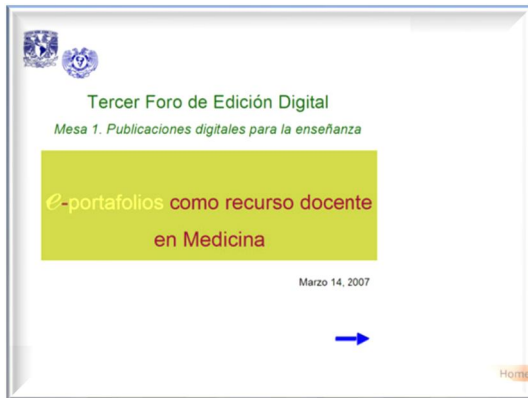 Tercer Foro de Edición Digital
Mesa 1. Publicaciones digitales para la enseñanza
e-portafolios como recurso docente
en Medicina
Marzo 14, 2007
Home